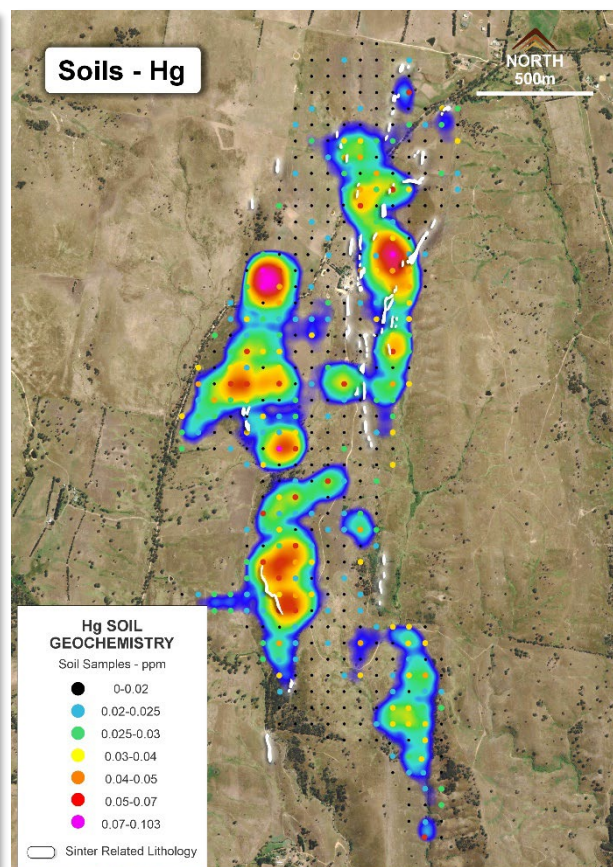 Soils - Hg
NORTH
500m
Hg SOIL
GEOCHEMISTRY
Soil Samples - ppm
0-0.02
0.02-0.025
0.025-0.03
0.03-0.04
0.04-0.05
0.05-0.07
0.07-0.103
Sinter Related Lithology